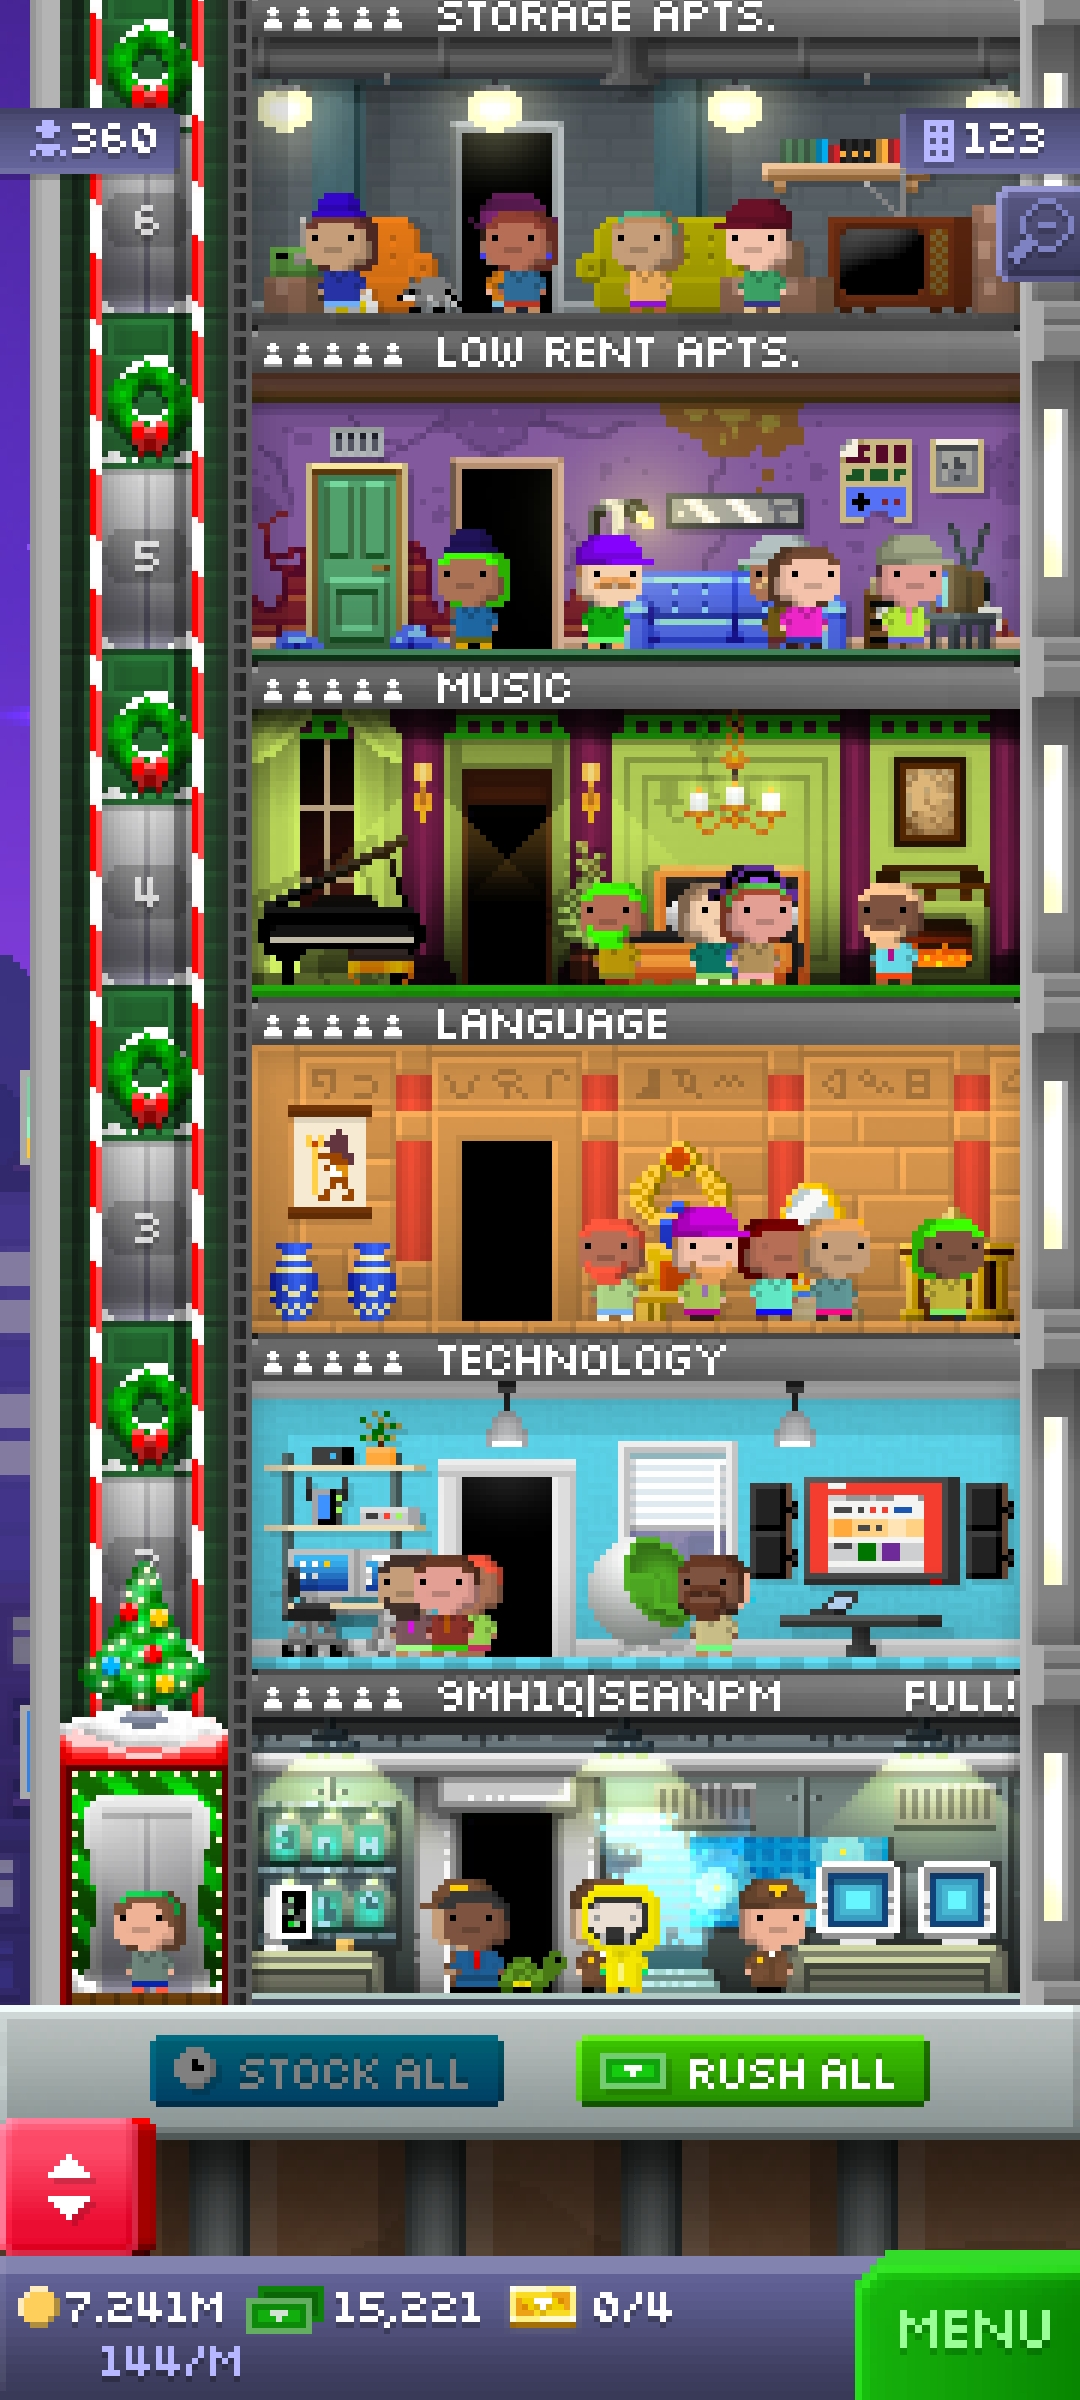 STORAGE APTS.
360
123
6
LOW RENT APTS.
5
MUSIC
4
LANGUAGE
3
TECHNOLOGY
9MH1Q|SEANPM FULL!
STOCK ALL
RUSH ALL
7.241M 15,221 0/4
144/M
MENU